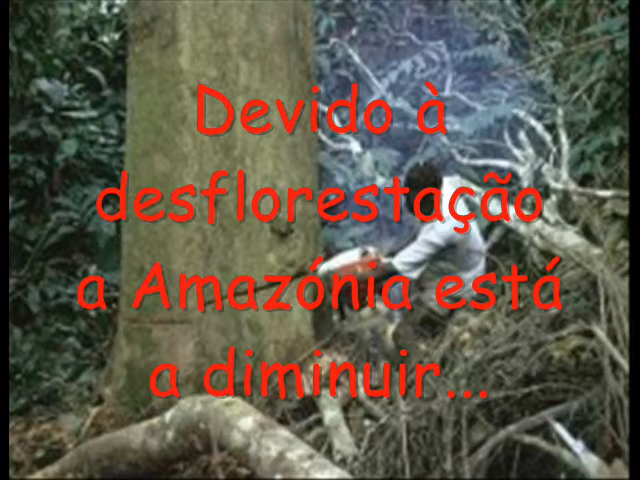 Devido à
desflorestação
a Amazónia está
a diminuir...